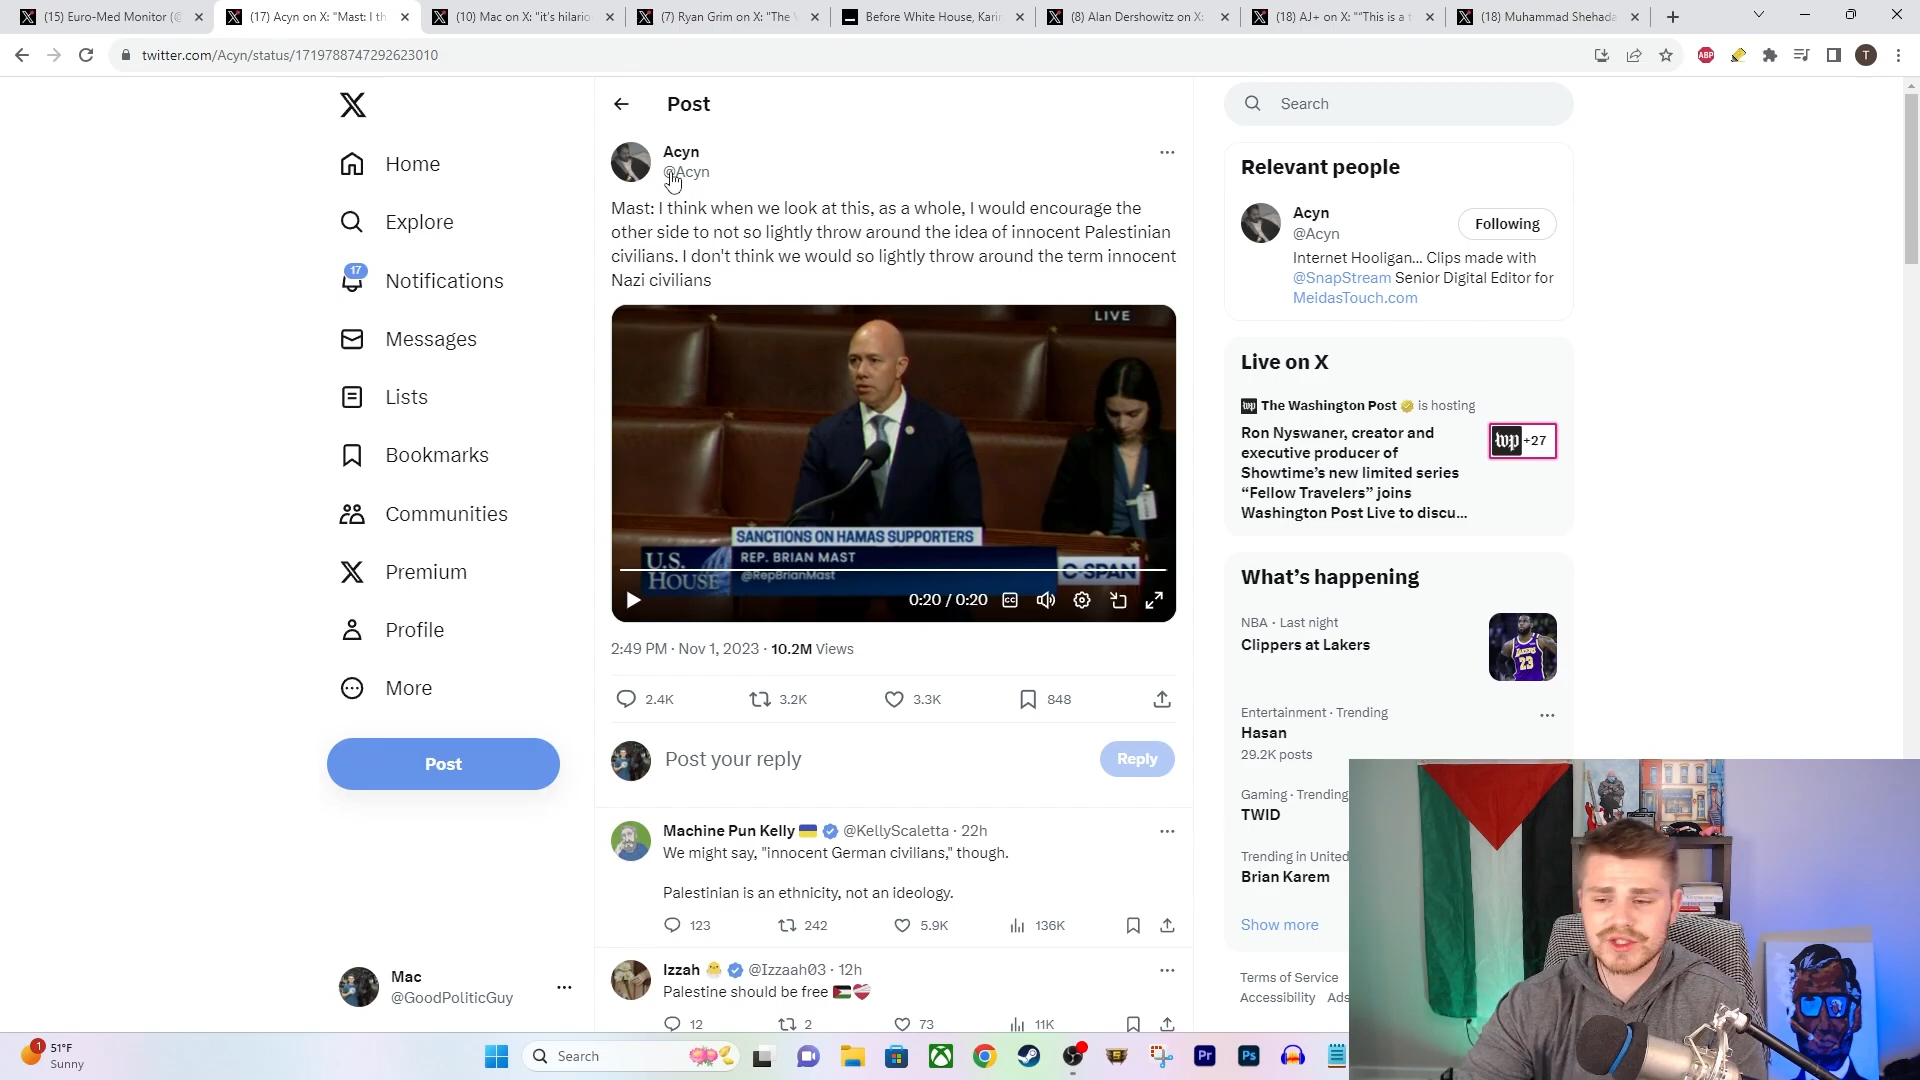 (15) Euro-Med Monitor (@
(17) Acyn on X: "Mast: I th
(10) Mac on X: "it's hilario
(7) Ryan Grim on X: "The
Before White House, Karin
(8) Alan Dershowitz on X:
(18) AJ+ on X: ""This is a t
(18) Muhammad Shehada
twitter.com/Acyn/status/1719788747292623010
ABP
T
Home
Explore
17
Notifications
Messages
Lists
Bookmarks
Communities
Premium
Profile
More
Post
Mac
@GoodPoliticGuy
Post
Acyn
@Acyn
Mast: I think when we look at this, as a whole, I would encourage the
other side to not so lightly throw around the idea of innocent Palestinian
civilians. I don't think we would so lightly throw around the term innocent
Nazi civilians
LIVE
SANCTIONS ON HAMAS SUPPORTERS
U.S. HOUSE
REP. BRIAN MAST
@RepBrianMast
C-SPAN
0:20 / 0:20
CC
2:49 PM · Nov 1, 2023 · 10.2M Views
2.4K
3.2K
3.3K
848
Post your reply
Reply
Machine Pun Kelly @KellyScaletta · 22h
We might say, "innocent German civilians," though.
Palestinian is an ethnicity, not an ideology.
123
242
5.9K
136K
Izzah @Izzaah03 · 12h
Palestine should be free
12
2
73
11K
Search
Relevant people
Acyn
@Acyn
Following
Internet Hooligan... Clips made with
@SnapStream Senior Digital Editor for
MeidasTouch.com
Live on X
wp The Washington Post is hosting
Ron Nyswaner, creator and
executive producer of
Showtime's new limited series
“Fellow Travelers” joins
Washington Post Live to discu...
wp +27
What's happening
NBA · Last night
Clippers at Lakers
Entertainment · Trending
Hasan
29.2K posts
Gaming · Trending
TWID
Trending in United
Brian Karem
Show more
Terms of Service
Accessibility Ads
1
51°F
Sunny
Search
Pr
Ps